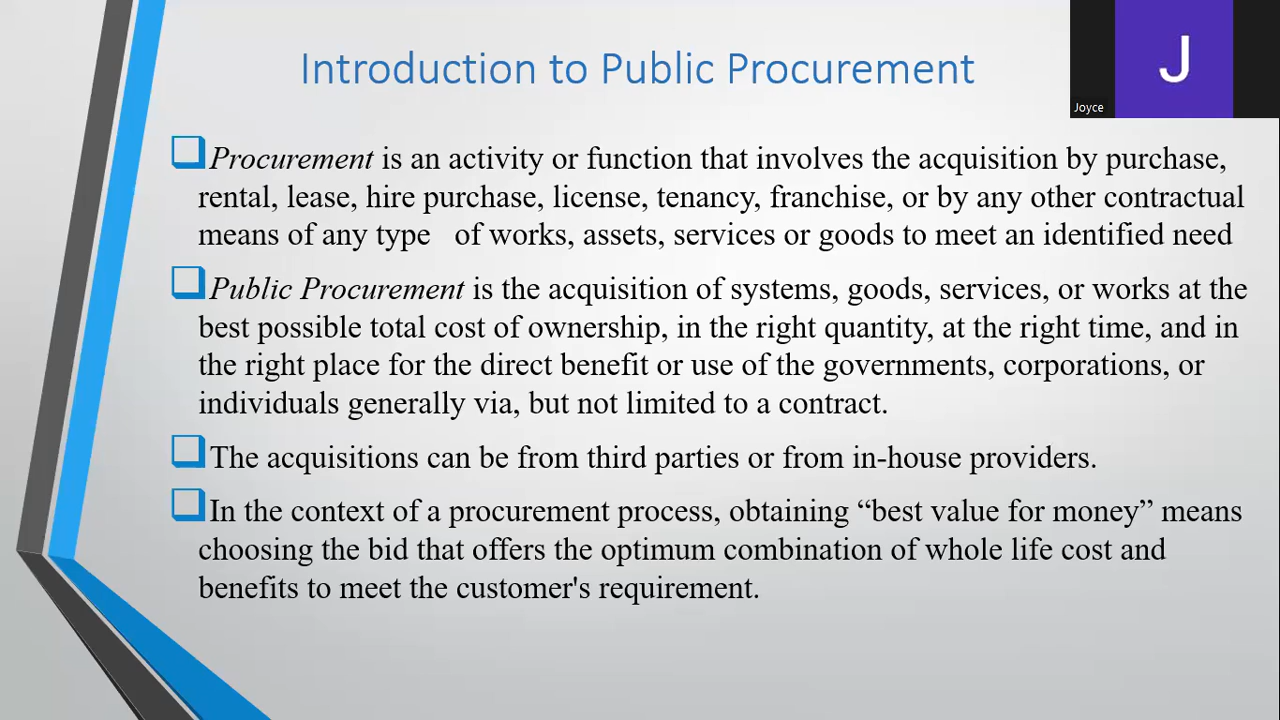 Introduction to Public Procurement
J
Joyce
Procurement is an activity or function that involves the acquisition by purchase,
rental, lease, hire purchase, license, tenancy, franchise, or by any other contractual
means of any type   of works, assets, services or goods to meet an identified need
Public Procurement is the acquisition of systems, goods, services, or works at the
best possible total cost of ownership, in the right quantity, at the right time, and in
the right place for the direct benefit or use of the governments, corporations, or
individuals generally via, but not limited to a contract.
The acquisitions can be from third parties or from in-house providers.
In the context of a procurement process, obtaining “best value for money” means
choosing the bid that offers the optimum combination of whole life cost and
benefits to meet the customer's requirement.